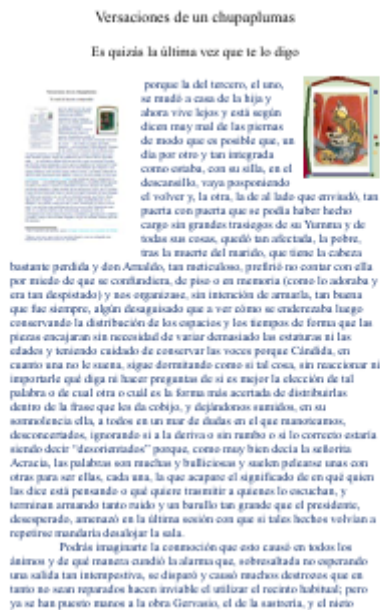 Versaciones de un chupaplumas
Es quizás la última vez que te lo digo
porque la del tercero, el uno,
se mudó a casa de la hija y
ahora vive lejos y está según
dicen muy mal de las piernas
de modo que es posible que, un
día por otro y tan integrada
como estaba, con su silla, en el
descansillo, vaya posponiendo
el volver y, la otra, la de al lado que enviudó, tan
puerta con puerta que se podía haber hecho
cargo sin grandes trasiegos de su Yumma y de
todas sus cosas, quedó tan afectada, la pobre,
tras la muerte del marido, que tiene la cabeza
bastante perdida y don Arnaldo, tan meticuloso, prefirió no contar con ella
por miedo de que se confundiera, de piso o en memoria (como lo adoraba y
era tan despistado) y nos organizase, sin intención de armarla, tan buena
que fue siempre, algún desaguisado que a ver cómo se enderezaba luego
conservando la distribución de los espacios y los tiempos de forma que las
piezas encajaran sin necesidad de variar demasiado las estaturas ni las
edades y teniendo cuidado de conservar las voces porque Cándida, en
cuanto una no le suena, sigue dormitando como si tal cosa, sin reaccionar ni
importarle qué diga ni hacer preguntas de si es mejor la elección de tal
palabra o de cual otra o cuál es la forma más acertada de distribuirlas
dentro de la frase que les da cobijo, y dejándonos sumidos, en su
somnolencia ella, a todos en un mar de dudas en el que manoteamos,
desconcertados, ignorando si a la deriva o sin rumbo o si lo correcto estaría
siendo decir "desorientados" porque, como muy bien decía la señorita
Acracia, las palabras son muchas y bulliciosas y suelen pelearse unas con
otras para ser ellas, cada una, la que acapare el significado de en qué quien
las dice está pensando o qué quiere trasmitir a quienes lo escuchan, y
terminan armando tanto ruido y un barullo tan grande que el presidente,
desesperado, amenazó en la última sesión con que si tales hechos volvían a
repetirse mandaría desalojar la sala.
Podrás imaginarte la conmoción que esto causó en todos los
ánimos y de qué manera cundió la alarma que, sobresaltada no esperando
una salida tan intempestiva, se disparó y causó muchos destrozos que en
tanto no sean reparados hacen inviable el utilizar el recinto habitual; pero
ya se han puesto manos a la obra Gervasio, el de la sastrería, y el nieto